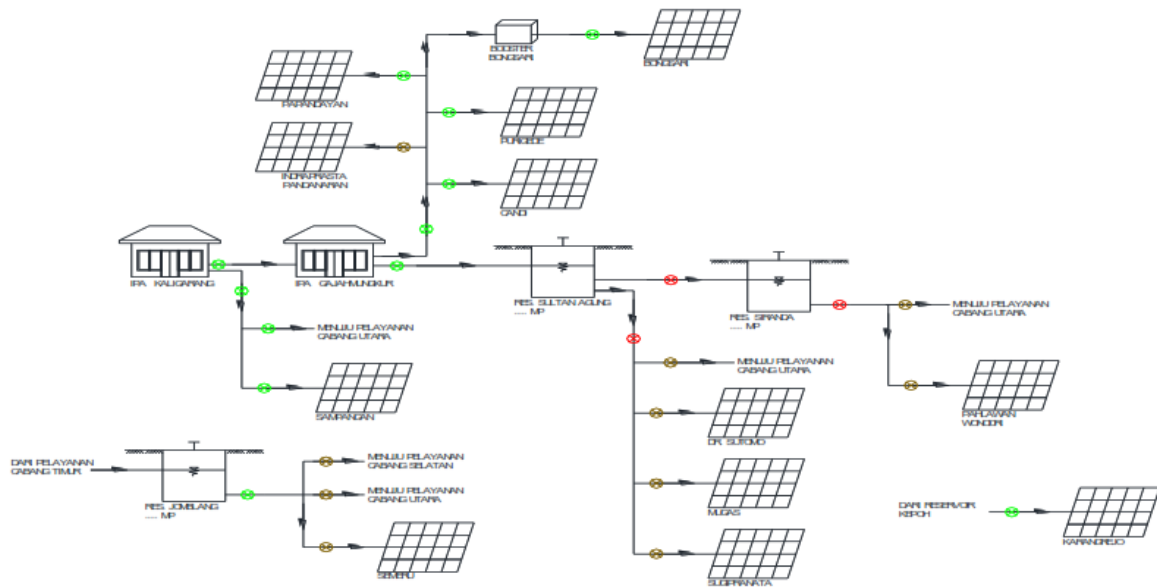 BOOSTER
BONGSARI
BONGSARI
PAPANDAYAN
PURIGEDE
INDRAPRASTA
PANDANARAN
CANDI
IPA KALIGARANG
IPA GAJAHMUNGKUR
RES. SULTAN AGUNG
..... M³
RES. SIRANDA
..... M³
MENUJU PELAYANAN
CABANG UTARA
MENUJU PELAYANAN
CABANG UTARA
MENUJU PELAYANAN
CABANG UTARA
SAMPANGAN
PAHLAWAN
WONODRI
DR. SUTOMO
DARI PELAYANAN
CABANG TIMUR
MENUJU PELAYANAN
CABANG SELATAN
MENUJU PELAYANAN
CABANG UTARA
RES. JOMBLANG
..... M³
MUGAS
DARI RESERVOIR
KEPOH
KARANGREJO
SEMERU
SUGIPRANATA